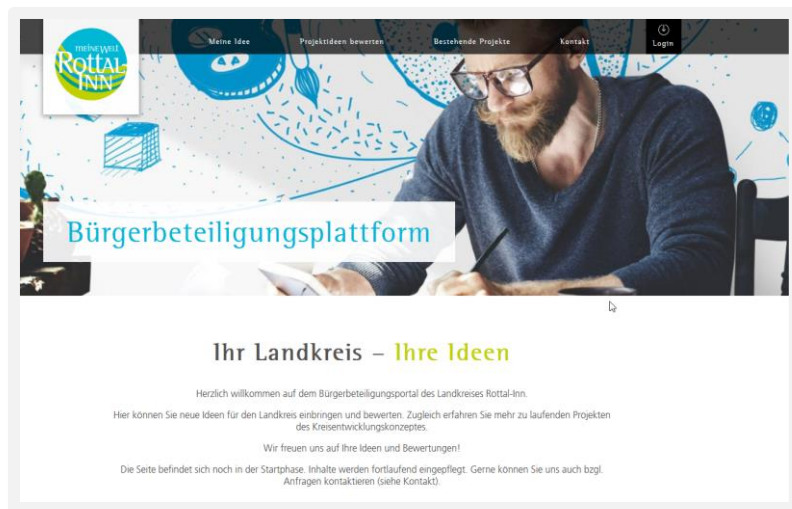 meine Welt
Rottal
Inn
Meine Idee
Projektideen bewerten
Bestehende Projekte
Kontakt
Login
Bürgerbeteiligungsplattform
Ihr Landkreis – Ihre Ideen
Herzlich willkommen auf dem Bürgerbeteiligungsportal des Landkreises Rottal-Inn.
Hier können Sie neue Ideen für den Landkreis einbringen und bewerten. Zugleich erfahren Sie mehr zu laufenden Projekten
des Kreisentwicklungskonzeptes.
Wir freuen uns auf Ihre Ideen und Bewertungen!
Die Seite befindet sich noch in der Startphase. Inhalte werden fortlaufend eingepflegt. Gerne können Sie uns auch bzgl.
Anfragen kontaktieren (siehe Kontakt).